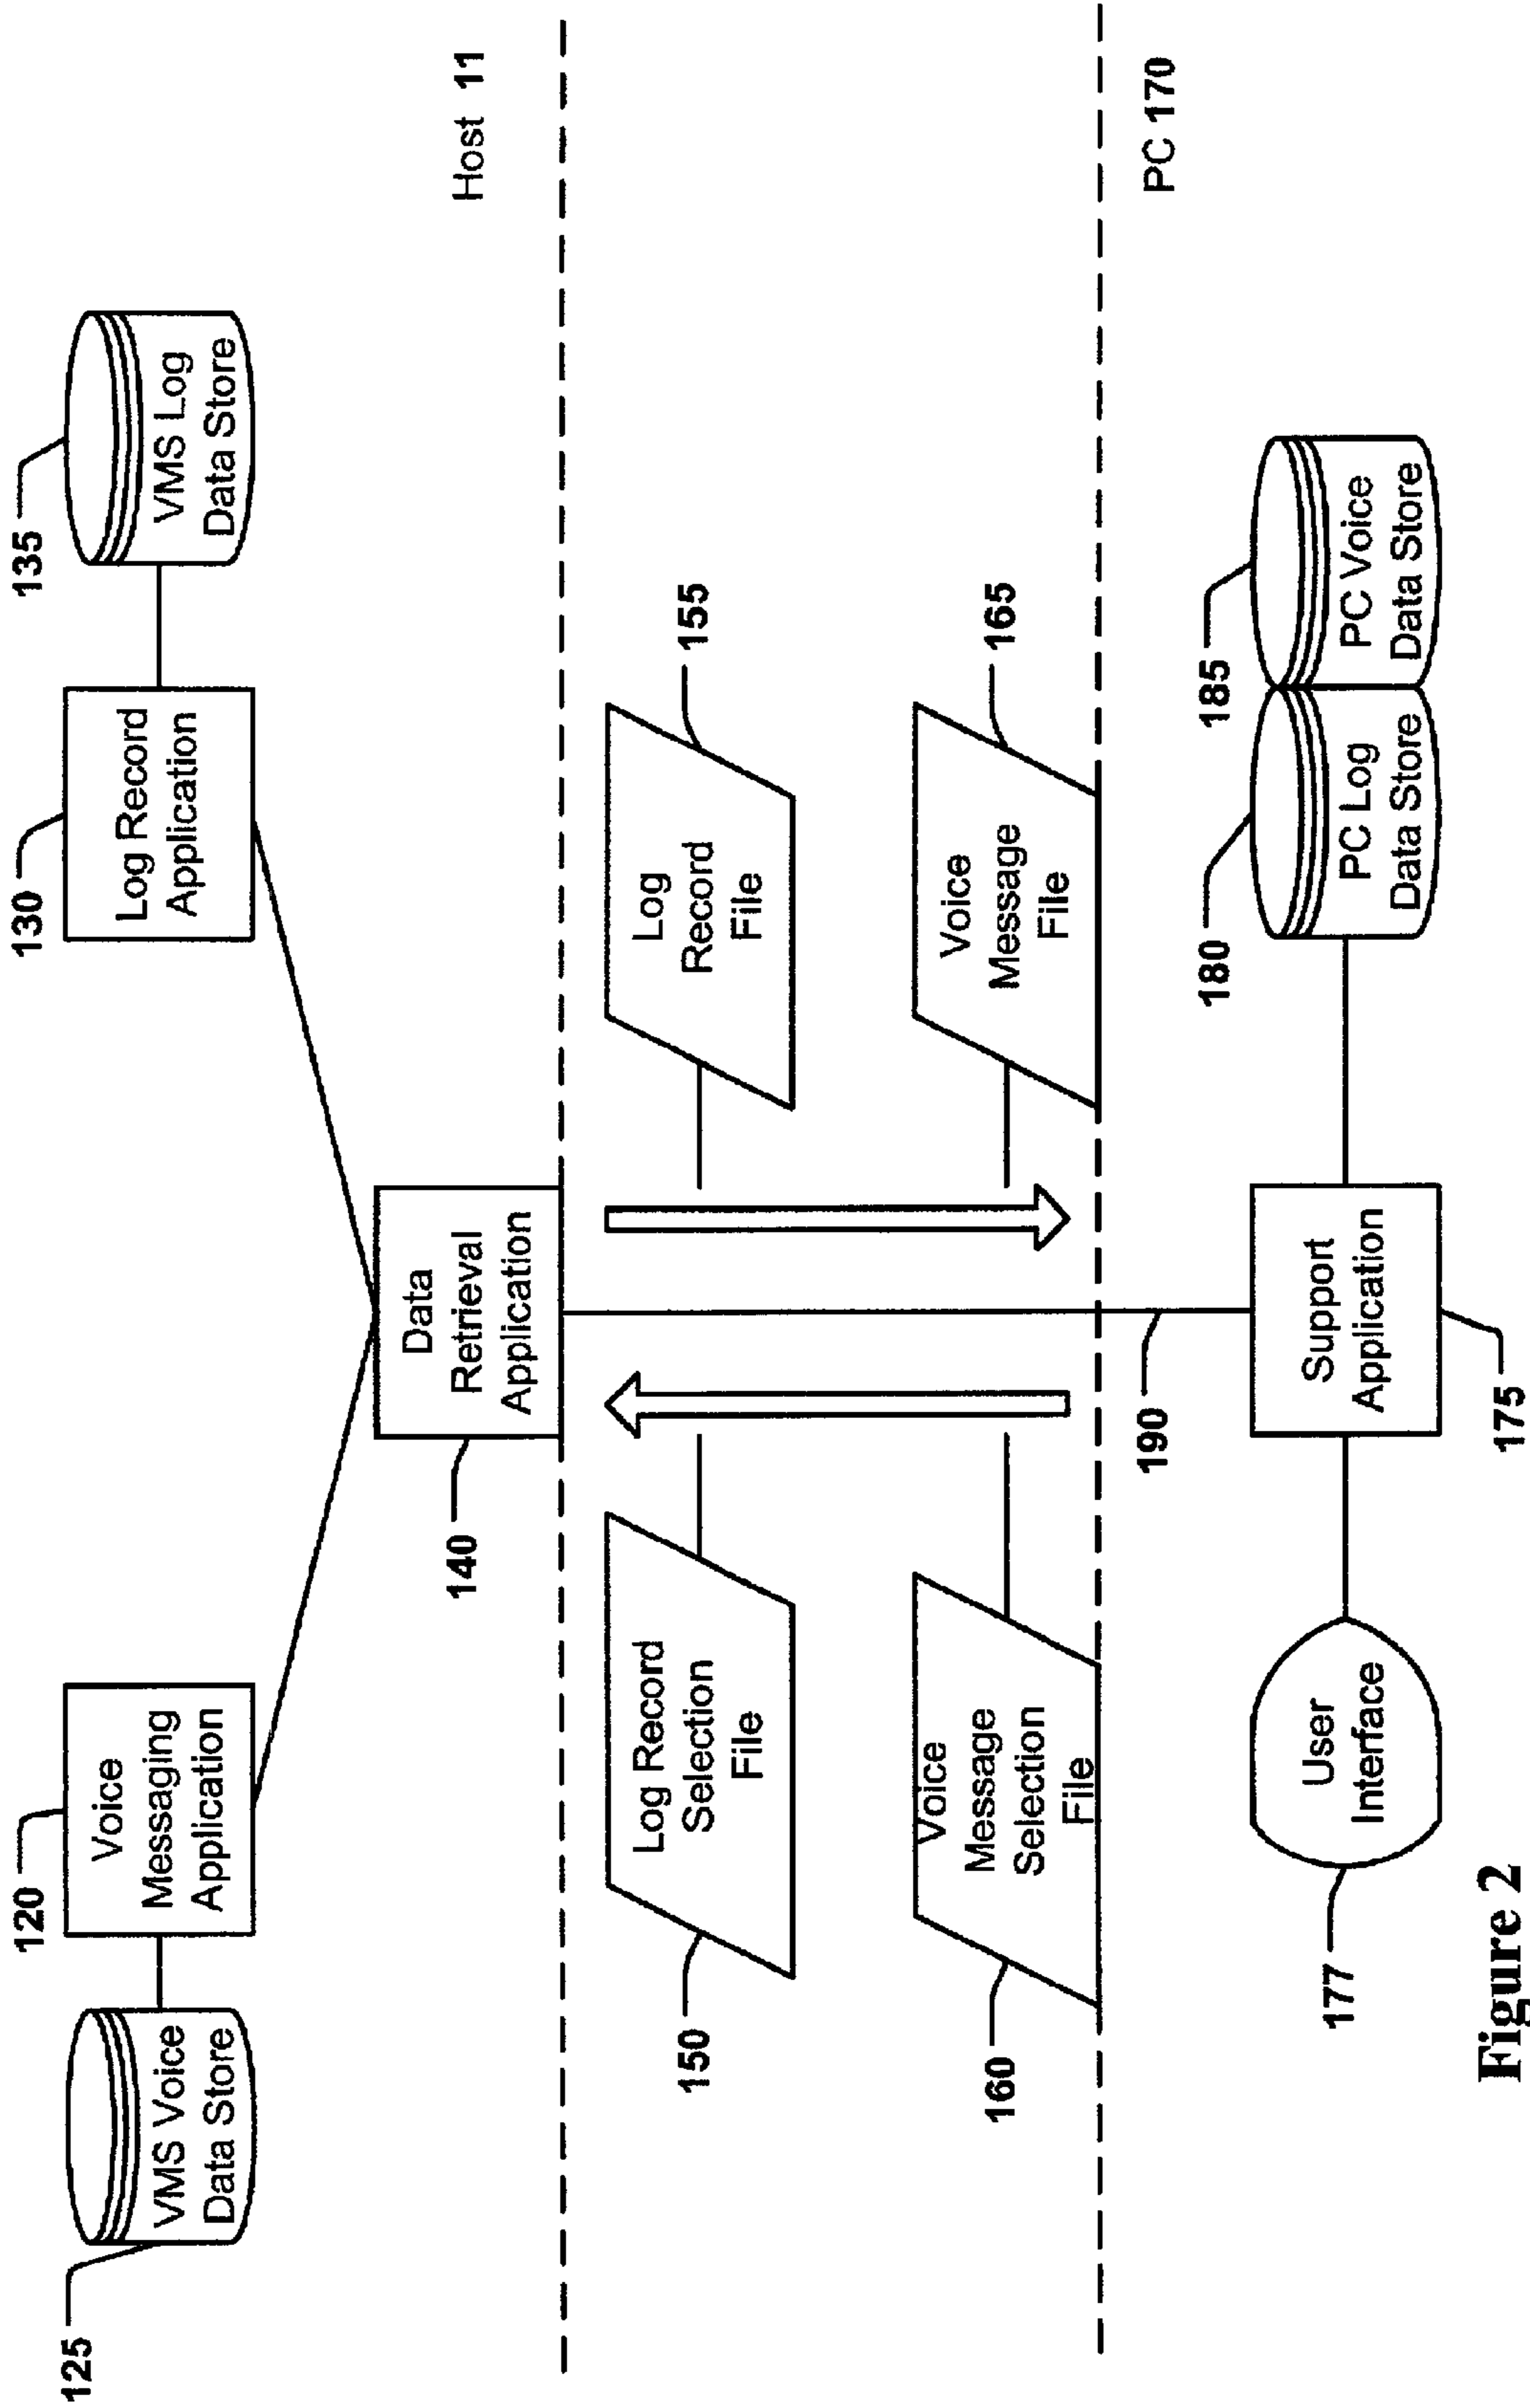 125
VMS Voice
Data Store
120
Voice
Messaging
Application
130
Log Record
Application
135
VMS Log
Data Store
140
Data
Retrieval
Application
Host 11
150
Log Record
Selection
File
Log
Record
File
155
160
Voice
Message
Selection
File
Voice
Message
File
165
190
PC 170
177
User
Interface
Support
Application
175
180
PC Log
Data Store
185
PC Voice
Data Store
Figure 2